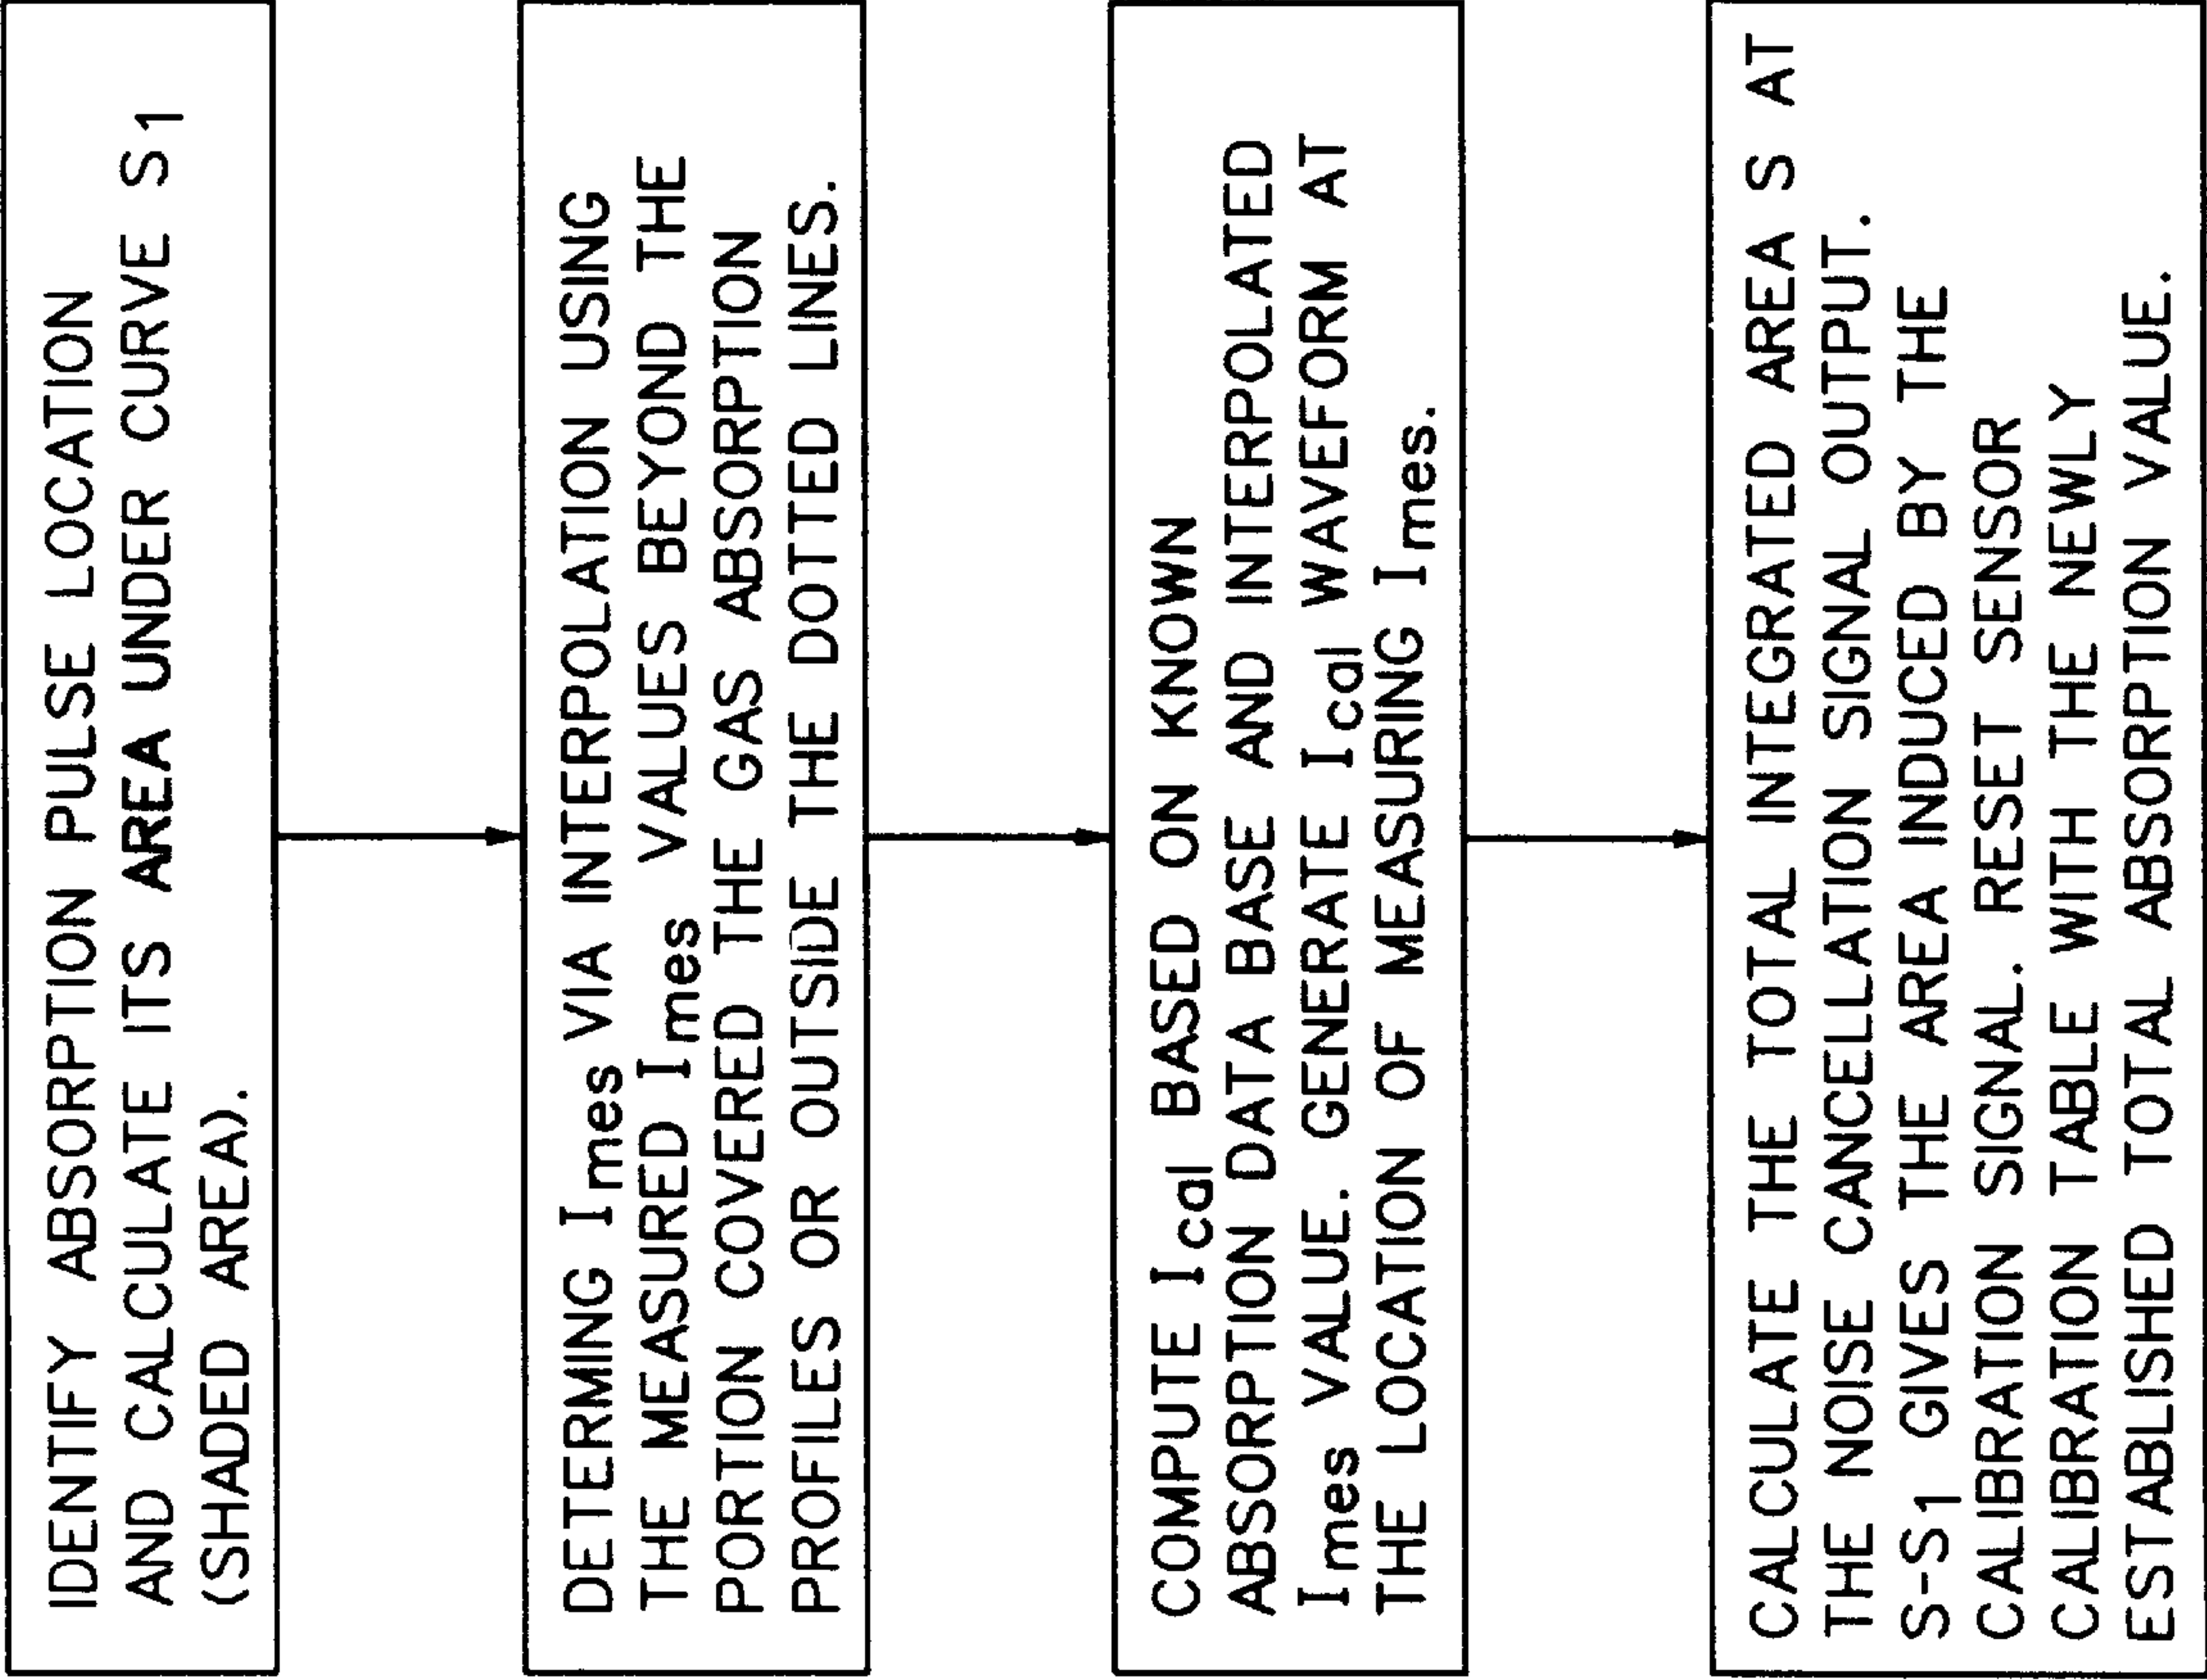 IDENTIFY ABSORPTION PULSE LOCATION
AND CALCULATE ITS AREA UNDER CURVE S1
(SHADED AREA).
DETERMING Imes VIA INTERPOLATION USING
THE MEASURED Imes VALUES BEYOND THE
PORTION COVERED THE GAS ABSORPTION
PROFILES OR OUTSIDE THE DOTTED LINES.
COMPUTE Ical BASED ON KNOWN
ABSORPTION DATA BASE AND INTERPOLATED
Imes VALUE. GENERATE Ical WAVEFORM AT
THE LOCATION OF MEASURING Imes.
CALCULATE THE TOTAL INTEGRATED AREA S AT
THE NOISE CANCELLATION SIGNAL OUTPUT.
S-S1 GIVES THE AREA INDUCED BY THE
CALIBRATION SIGNAL. RESET SENSOR
CALIBRATION TABLE WITH THE NEWLY
ESTABLISHED TOTAL ABSORPTION VALUE.